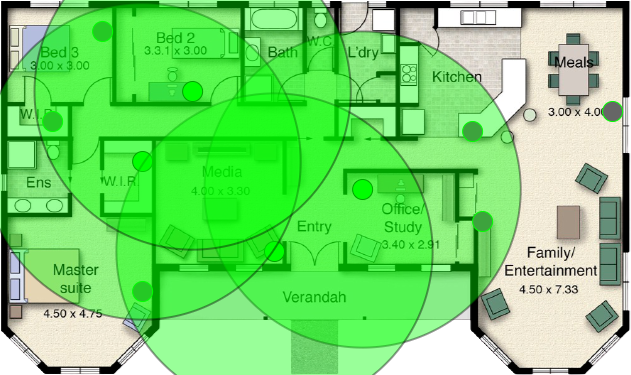 Bed 3
3.00 x 3.00
Bed 2
3.3.1 x 3.00
Bath
W.C.
L'dry
Kitchen
Meals
3.00 x 4.00
W.I.R
Ens
W.I.R
Media
4.00 x 3.30
Entry
Office/
Study
3.40 x 2.91
Family/
Entertainment
4.50 x 7.33
Master
suite
4.50 x 4.75
Verandah